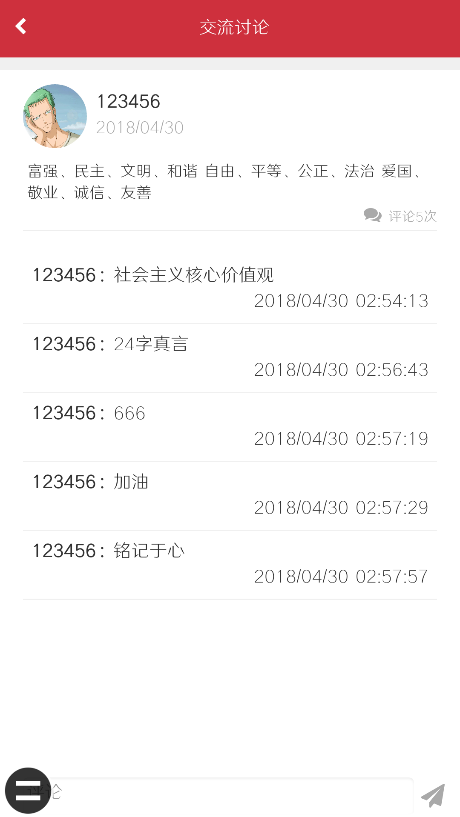 交流讨论
123456
2018/04/30
富强、民主、文明、和谐 自由、平等、公正、法治 爱国、
敬业、诚信、友善
评论5次
123456：社会主义核心价值观
2018/04/30 02:54:13
123456：24字真言
2018/04/30 02:56:43
123456：666
2018/04/30 02:57:19
123456：加油
2018/04/30 02:57:29
123456：铭记于心
2018/04/30 02:57:57
论